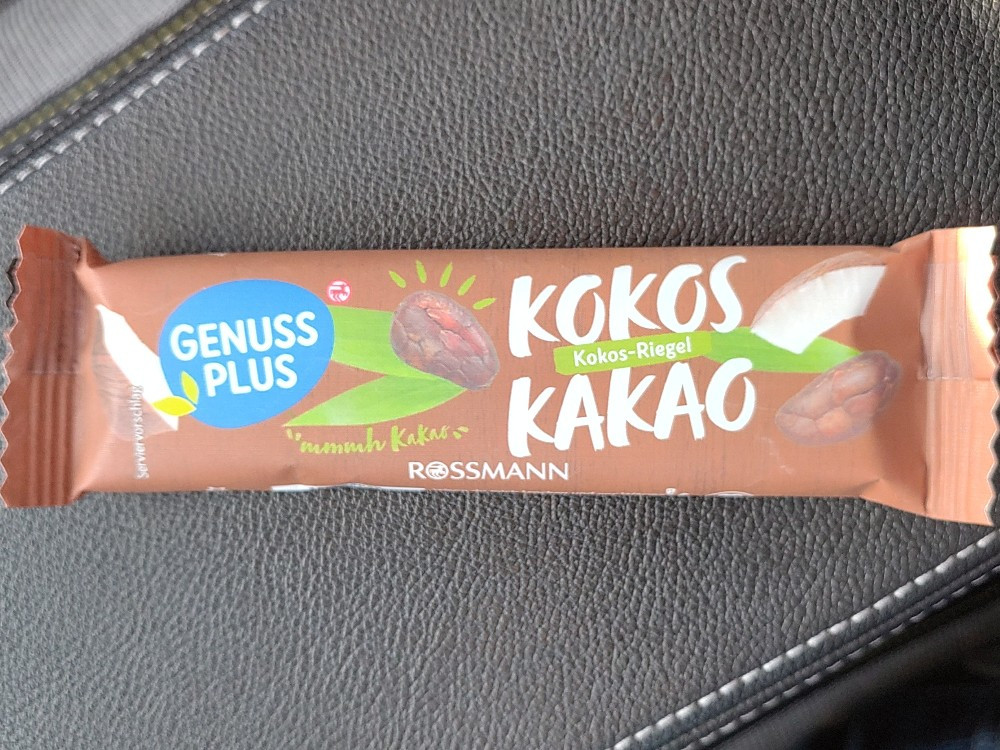 GENUSS
PLUS
Serviervorschlag
"mmmh Kakao"
KOKOS
Kokos-Riegel
KAKAO
ROSSMANN